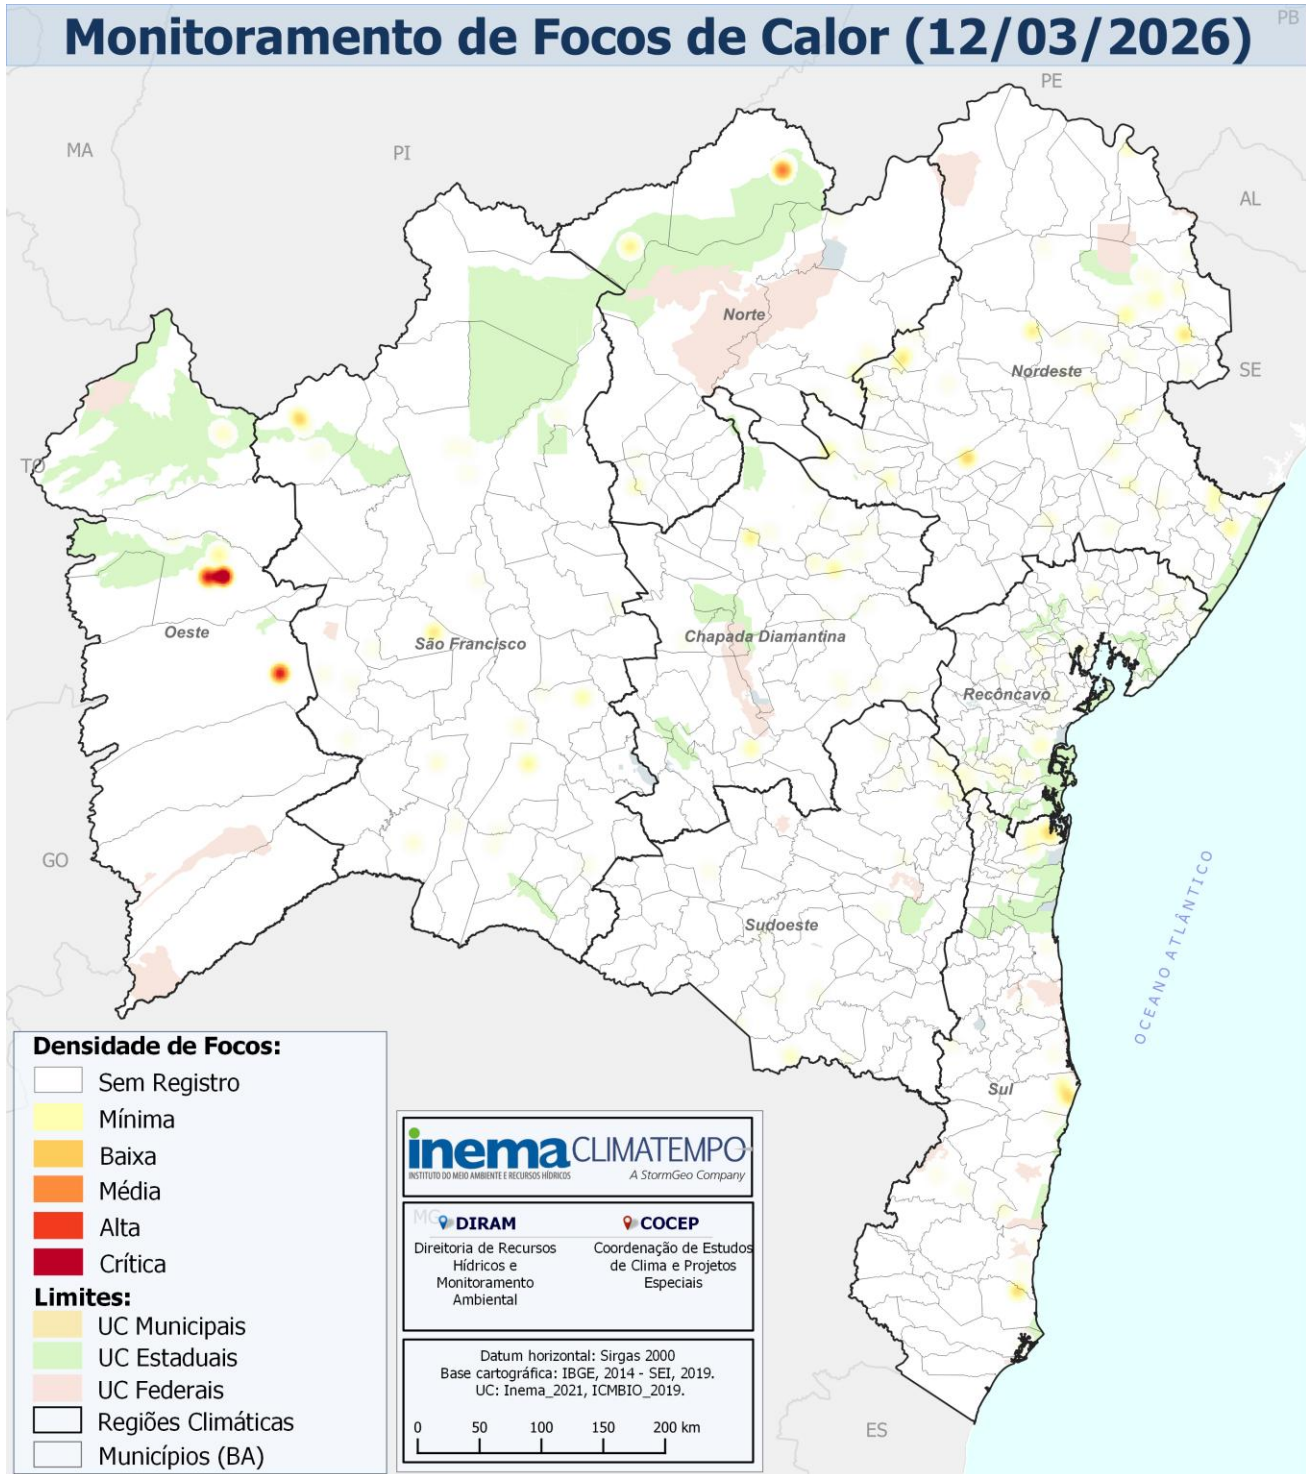 Monitoramento de Focos de Calor (12/03/2026)
PB
PE
MA
PI
AL
Norte
Nordeste
SE
TO
Oeste
São Francisco
Chapada Diamantina
Recôncavo
GO
Sudoeste
OCEANO ATLÂNTICO
Sul
Densidade de Focos:
Sem Registro
Mínima
Baixa
Média
Alta
Crítica
Limites:
UC Municipais
UC Estaduais
UC Federais
Regiões Climáticas
Municípios (BA)
inema CLIMATEMPO
INSTITUTO DO MEIO AMBIENTE E RECURSOS HÍDRICOS
A StormGeo Company
MG
DIRAM
Direitoria de Recursos
Hídricos e
Monitoramento
Ambiental
COCEP
Coordenação de Estudos
de Clima e Projetos
Especiais
Datum horizontal: Sirgas 2000
Base cartográfica: IBGE, 2014 - SEI, 2019.
UC: Inema_2021, ICMBIO_2019.
0 50 100 150 200 km
ES